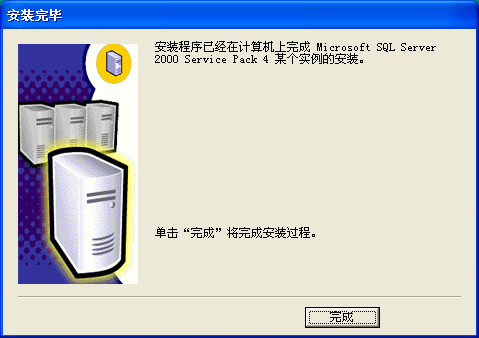 安装完毕
安装程序已经在计算机上完成 Microsoft SQL Server
2000 Service Pack 4 某个实例的安装。
单击“完成”将完成安装过程。
完成